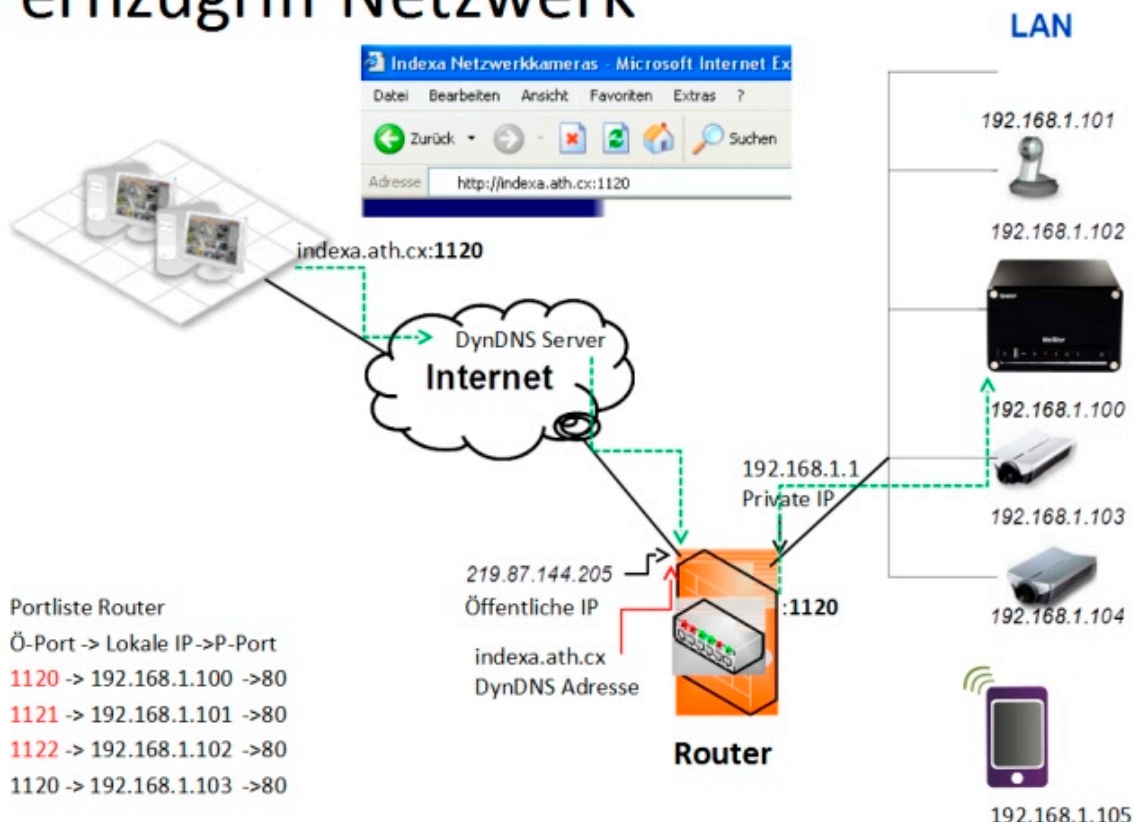 ernzugriff Netzwerk
LAN
Indexa Netzwerkkameras - Microsoft Internet Ex
Datei Bearbeiten Ansicht Favoriten Extras ?
Zurück Suchen
Adresse http://indexa.ath.cx:1120
192.168.1.101
192.168.1.102
indexa.ath.cx:1120
DynDNS Server
Internet
192.168.1.100
192.168.1.1
Private IP
192.168.1.103
219.87.144.205
Öffentliche IP
:1120
192.168.1.104
indexa.ath.cx
DynDNS Adresse
Router
Portliste Router
Ö-Port -> Lokale IP->P-Port
1120 -> 192.168.1.100 ->80
1121 -> 192.168.1.101 ->80
1122 -> 192.168.1.102 ->80
1120 -> 192.168.1.103 ->80
192.168.1.105